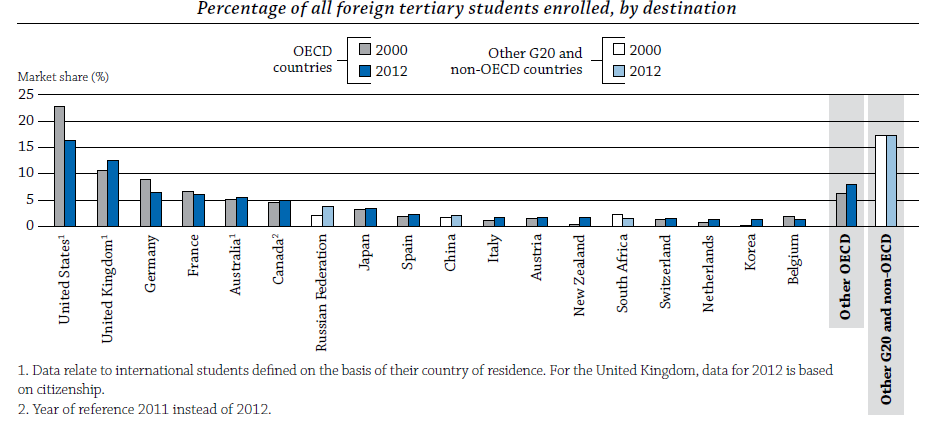 Percentage of all foreign tertiary students enrolled, by destination
OECD
countries
2000
2012
Other G20 and
non-OECD countries
2000
2012
Market share (%)
25
20
15
10
5
0
United States¹
United Kingdom¹
Germany
France
Australia¹
Canada²
Russian Federation
Japan
Spain
China
Italy
Austria
New Zealand
South Africa
Switzerland
Netherlands
Korea
Belgium
Other OECD
Other G20 and non-OECD
1. Data relate to international students defined on the basis of their country of residence. For the United Kingdom, data for 2012 is based
on citizenship.
2. Year of reference 2011 instead of 2012.